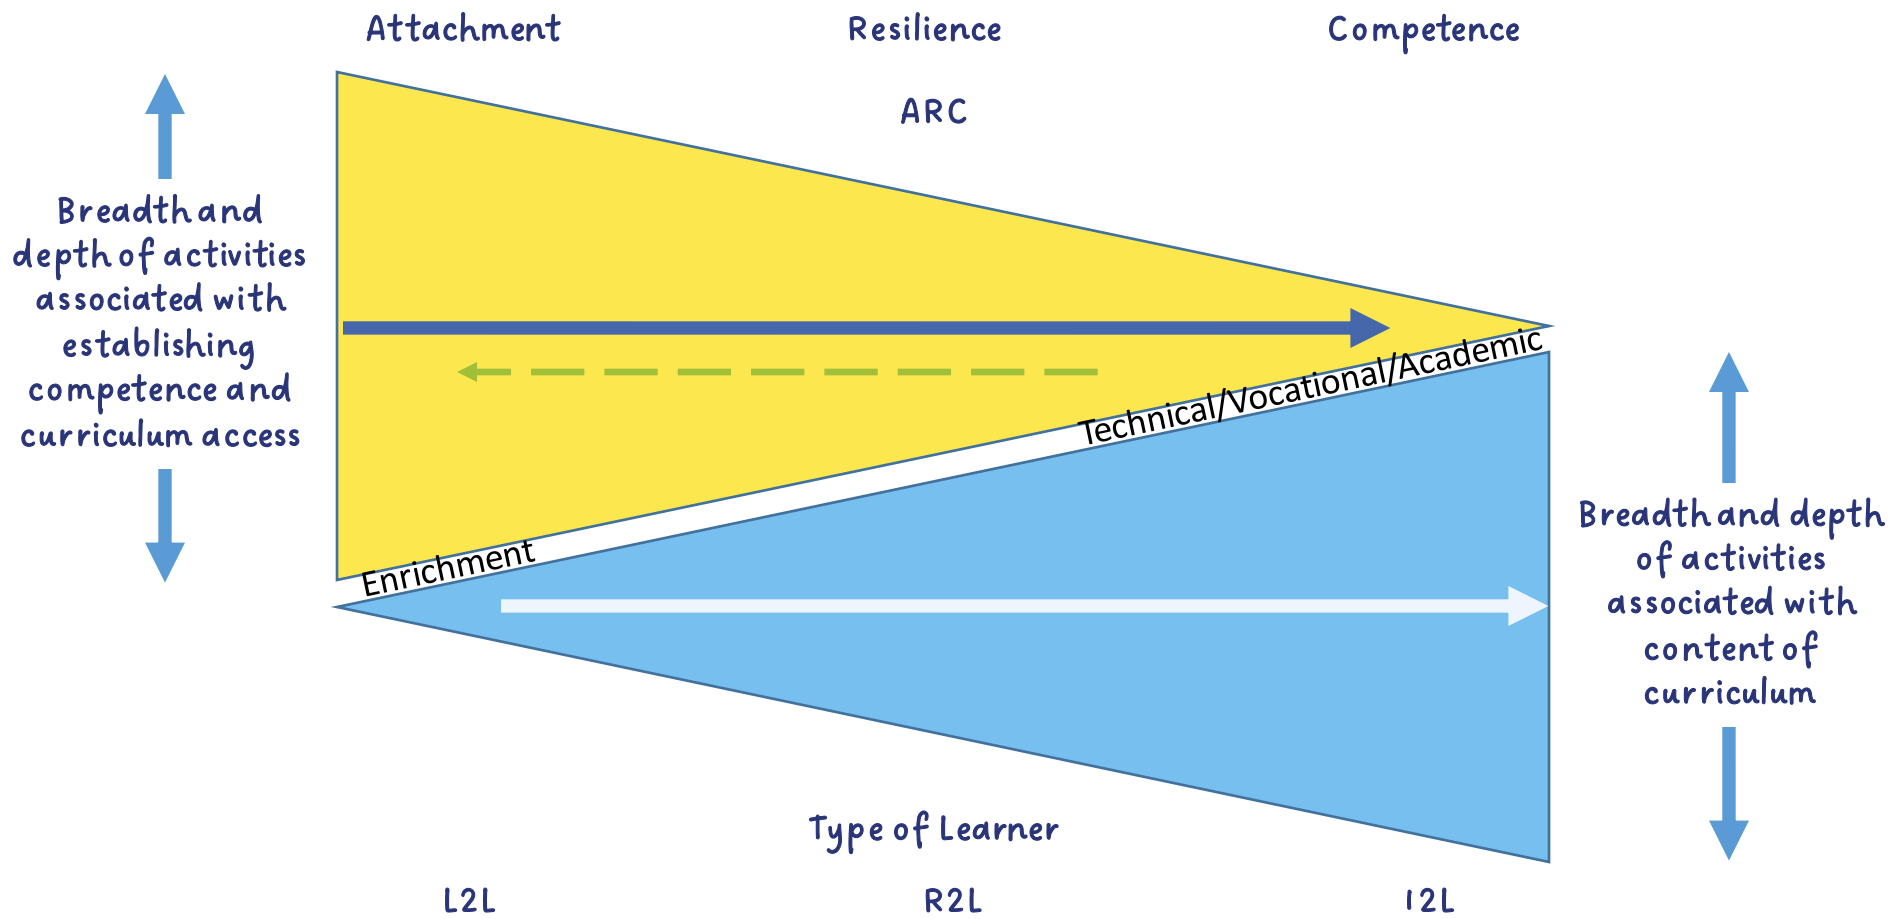 Attachment
Resilience
Competence
ARC
Breadth and
depth of activities
associated with
establishing
competence and
curriculum access
Technical/Vocational/Academic
Enrichment
Breadth and depth
of activities
associated with
content of
curriculum
Type of Learner
L2L
R2L
I2L